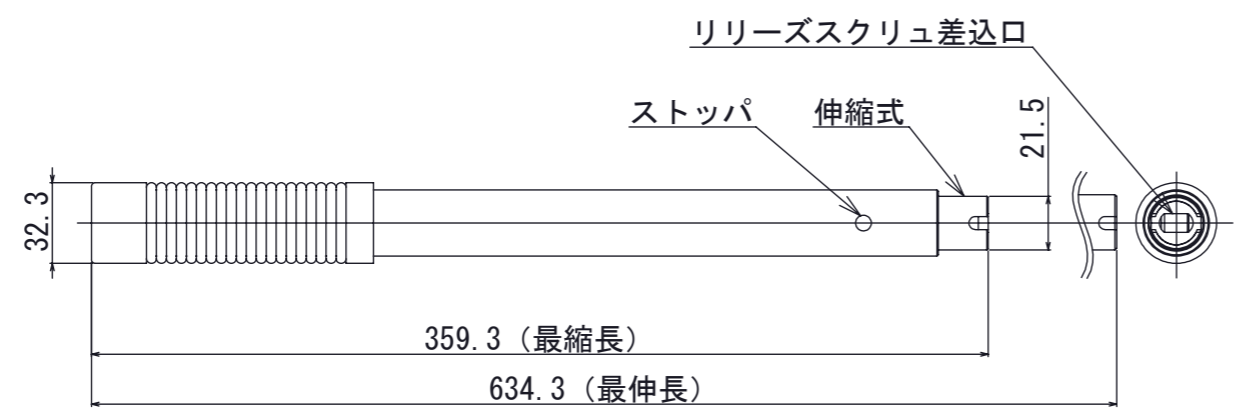 リリーズスクリュ差込口
ストッパ
伸縮式
21.5
32.3
359.3（最縮長）
634.3（最伸長）